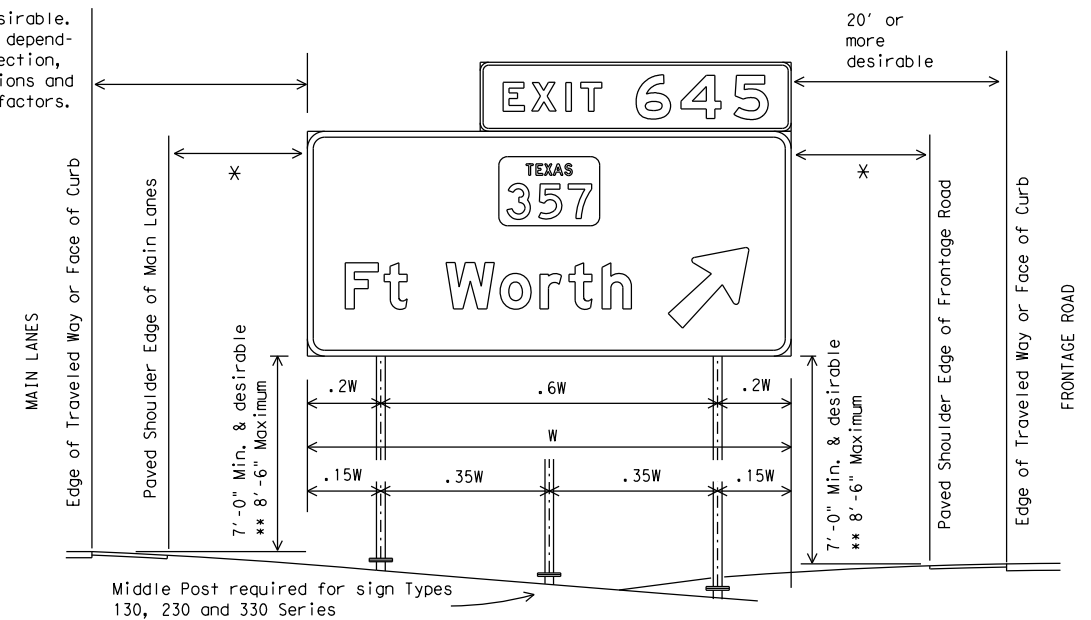 sirable.
depend-
ection,
ions and
factors.
20' or
more
desirable
EXIT 645
*
*
TEXAS
357
Ft Worth
MAIN LANES
Edge of Traveled Way or Face of Curb
Paved Shoulder Edge of Main Lanes
7'-0" Min. & desirable
** 8'-6" Maximum
7'-0" Min. & desirable
** 8'-6" Maximum
Paved Shoulder Edge of Frontage Road
Edge of Traveled Way or Face of Curb
FRONTAGE ROAD
.2W .6W .2W
W
.15W .35W .35W .15W
Middle Post required for sign Types
130, 230 and 330 Series